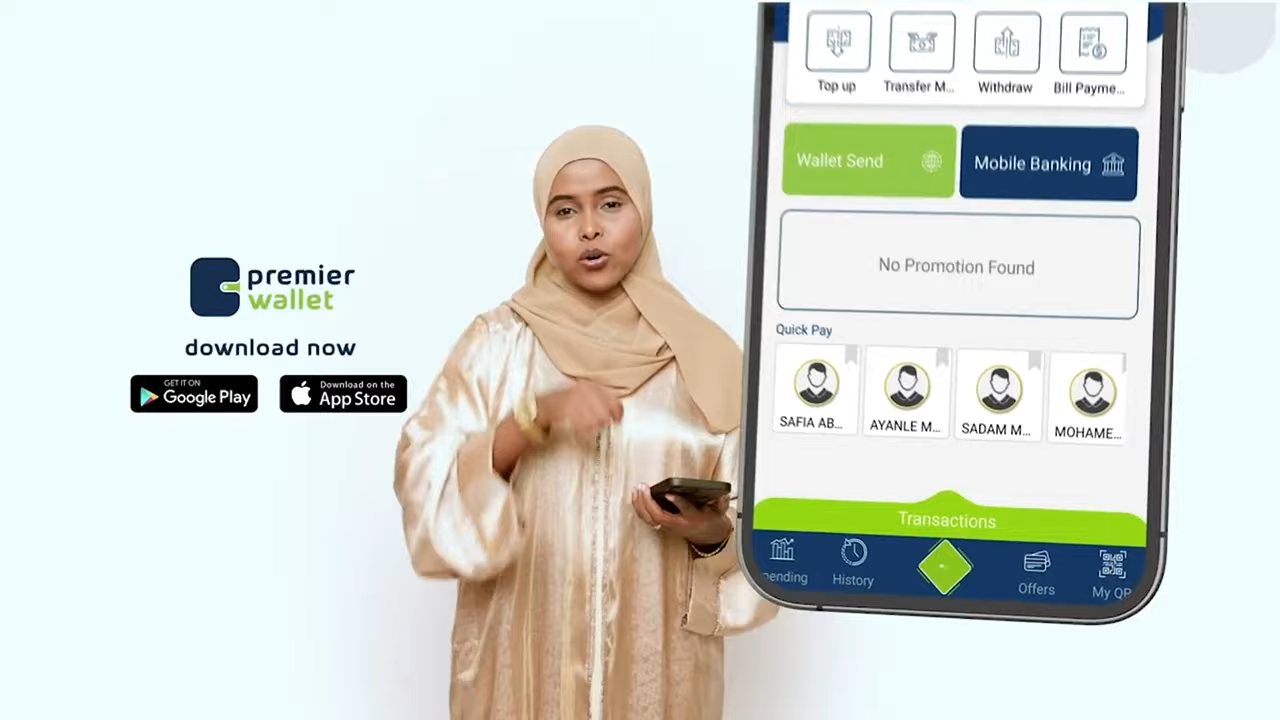 premier
wallet
download now
GET IT ON
Google Play
Download on the
App Store
Top up
Transfer M...
Withdraw
Bill Payme...
Wallet Send
Mobile Banking
No Promotion Found
Quick Pay
SAFIA AB...
AYANLE M...
SADAM M...
MOHAME...
Transactions
pending
History
Offers
My QR